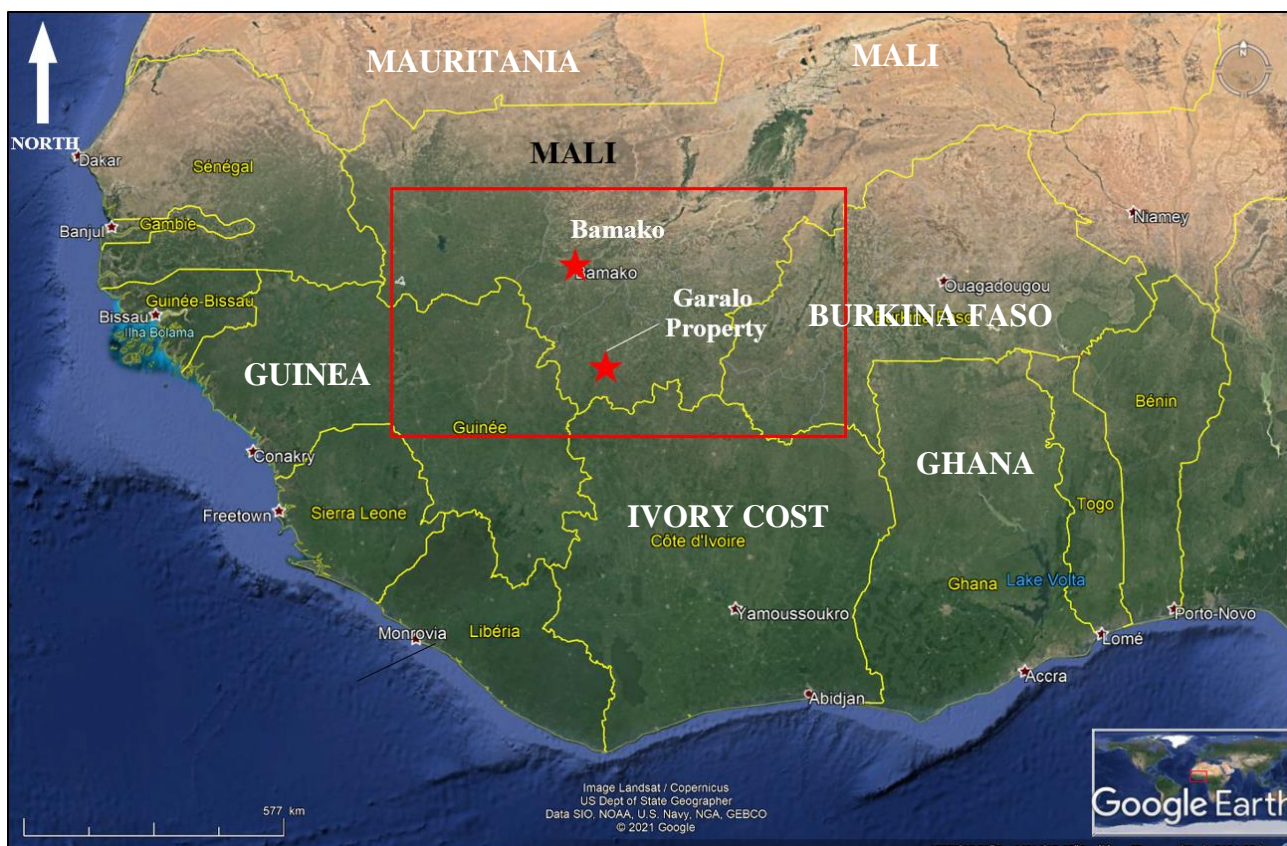 MAURITANIA
MALI
NORTH
Dakar
MALI
Sénégal
Banjul
Gambie
Niamey
Bamako
Bamako
Ouagadougou
Guinée-Bissau
Bissau
Ilha Bolama
Garalo
Property
BURKINA FASO
Burkina Faso
GUINEA
Bénin
Guinée
Conakry
GHANA
Togo
Freetown
Sierra Leone
IVORY COST
Côte d'Ivoire
Ghana
Lake Volta
Yamoussoukro
Porto-Novo
Monrovia
Libéria
Lomé
Accra
Abidjan
577 km
Image Landsat / Copernicus
US Dept of State Geographer
Data SIO, NOAA, U.S. Navy, NGA, GEBCO
© 2021 Google
Google Earth